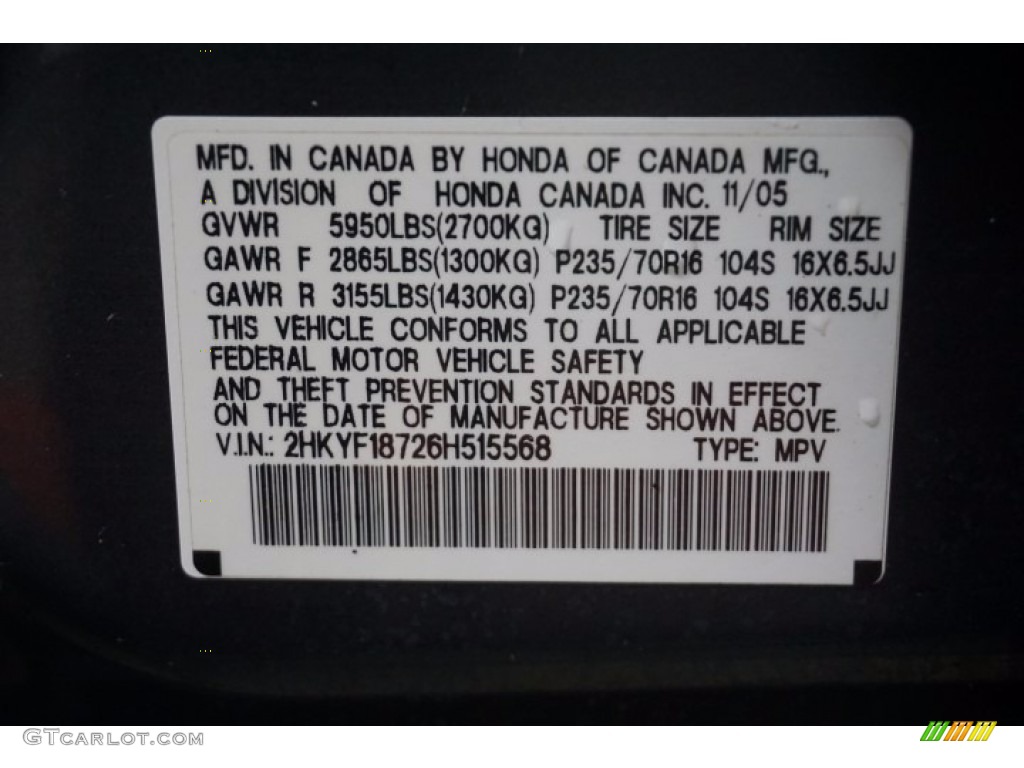 MFD. IN CANADA BY HONDA OF CANADA MFG.,
A DIVISION OF HONDA CANADA INC. 11/05
GVWR 5950LBS(2700KG) TIRE SIZE RIM SIZE
GAWR F 2865LBS(1300KG) P235/70R16 104S 16X6.5JJ
GAWR R 3155LBS(1430KG) P235/70R16 104S 16X6.5JJ
THIS VEHICLE CONFORMS TO ALL APPLICABLE
FEDERAL MOTOR VEHICLE SAFETY
AND THEFT PREVENTION STANDARDS IN EFFECT
ON THE DATE OF MANUFACTURE SHOWN ABOVE.
V.I.N.: 2HKYF18726H515568 TYPE: MPV
GTCARLOT.COM